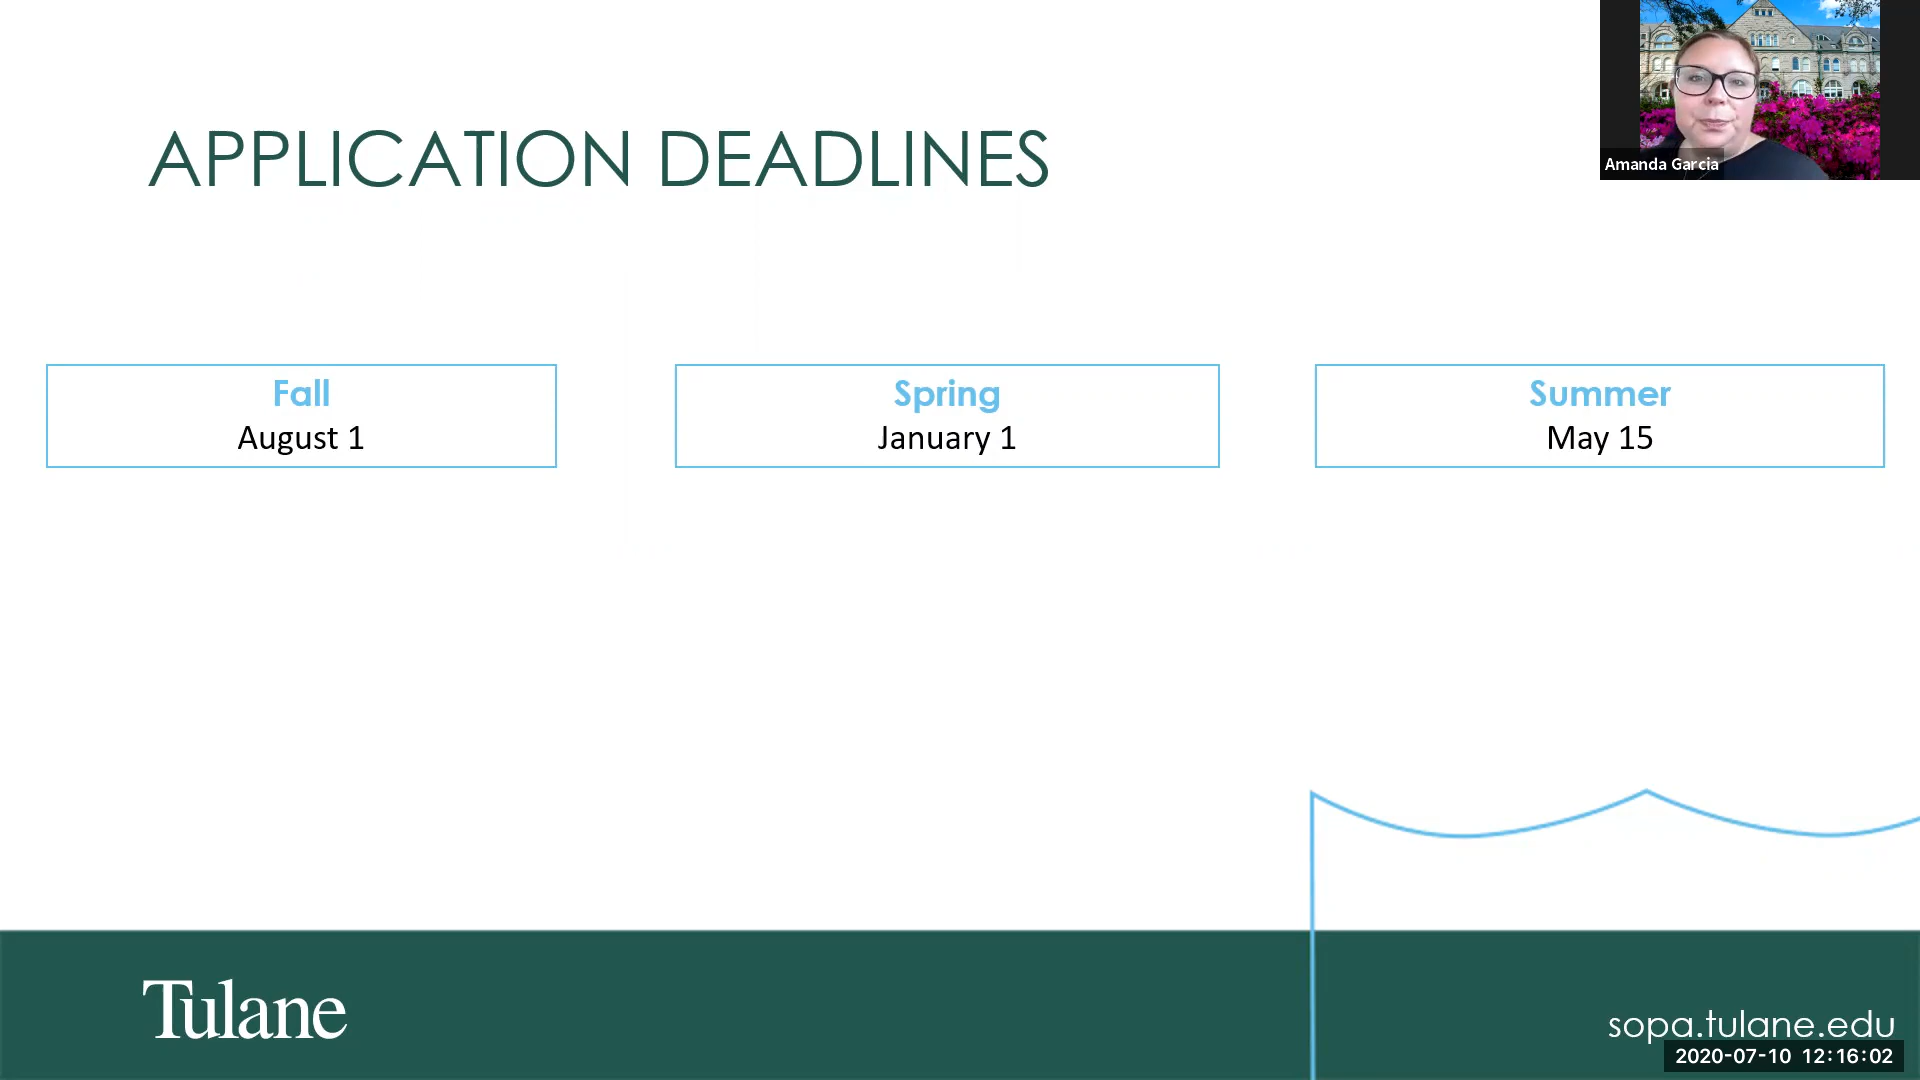 APPLICATION DEADLINES
Amanda Garcia
Fall
August 1
Spring
January 1
Summer
May 15
Tulane
sopa.tulane.edu
2020-07-10 12:16:02